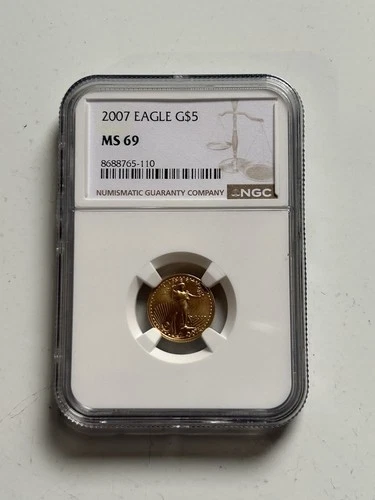 2007 EAGLE G$5
MS 69
8688765-110
NUMISMATIC GUARANTY COMPANY NGC